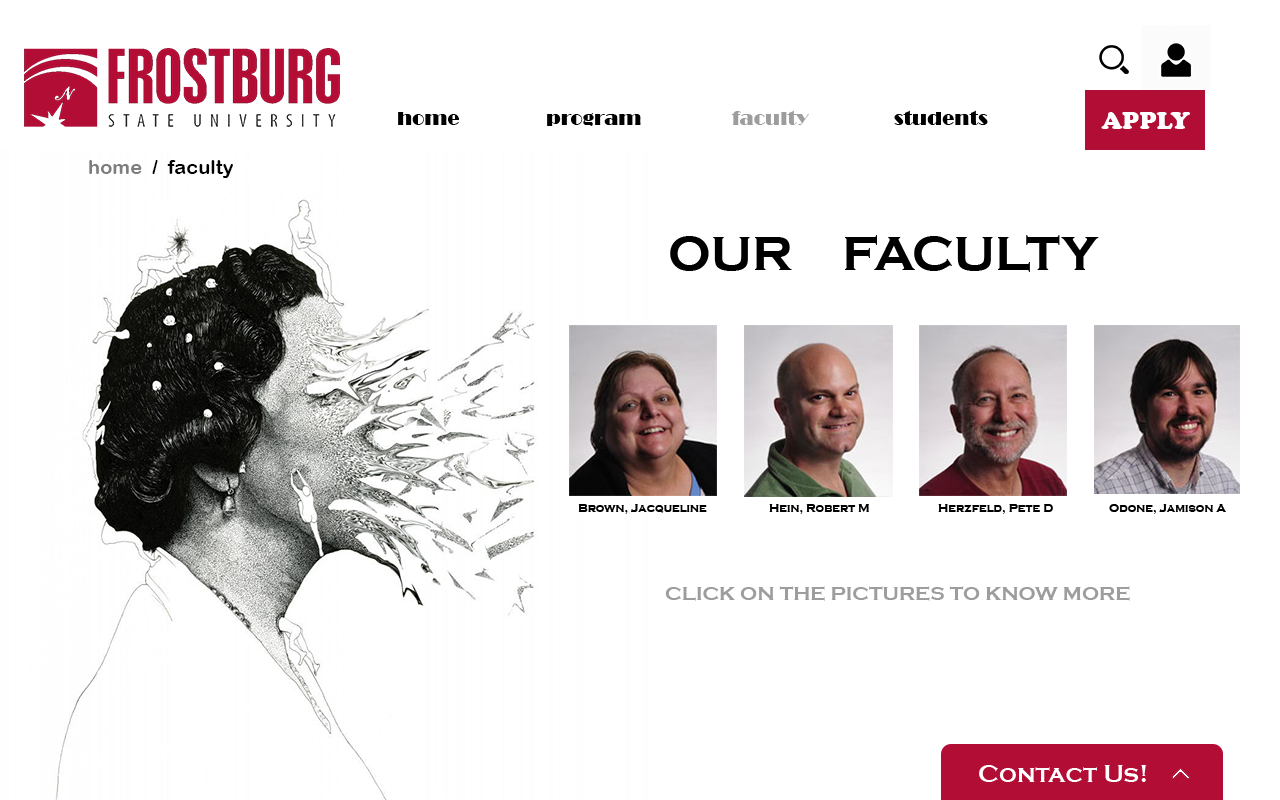 FROSTBURG
STATE UNIVERSITY
home program faculty students
APPLY
home / faculty
OUR FACULTY
Brown, Jacqueline
Hein, Robert M
Herzfeld, Pete D
Odone, Jamison A
CLICK ON THE PICTURES TO KNOW MORE
Contact Us!